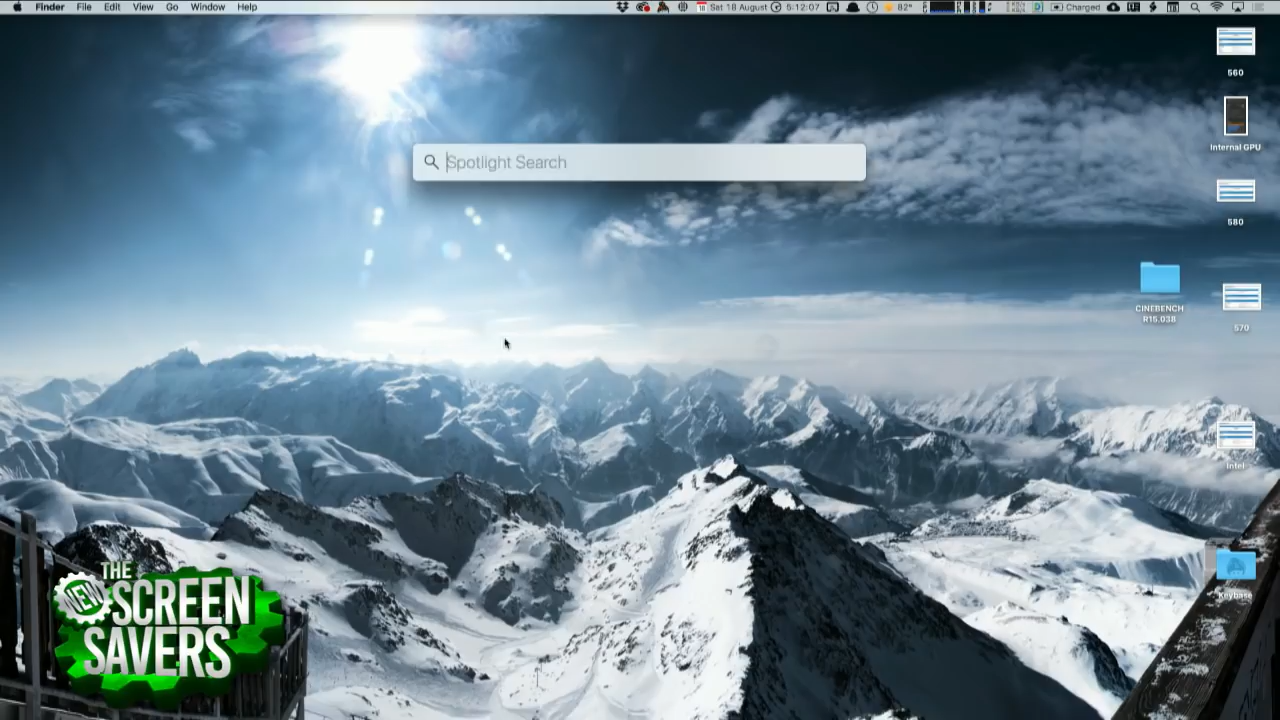 Finder File Edit View Go Window Help
Sat 18 August 5:12:07 82° Charged
560
Internal GPU
Spotlight Search
580
CINEBENCH
R15.038
570
Intel
Keybase
THE
NEW SCREEN
SAVERS